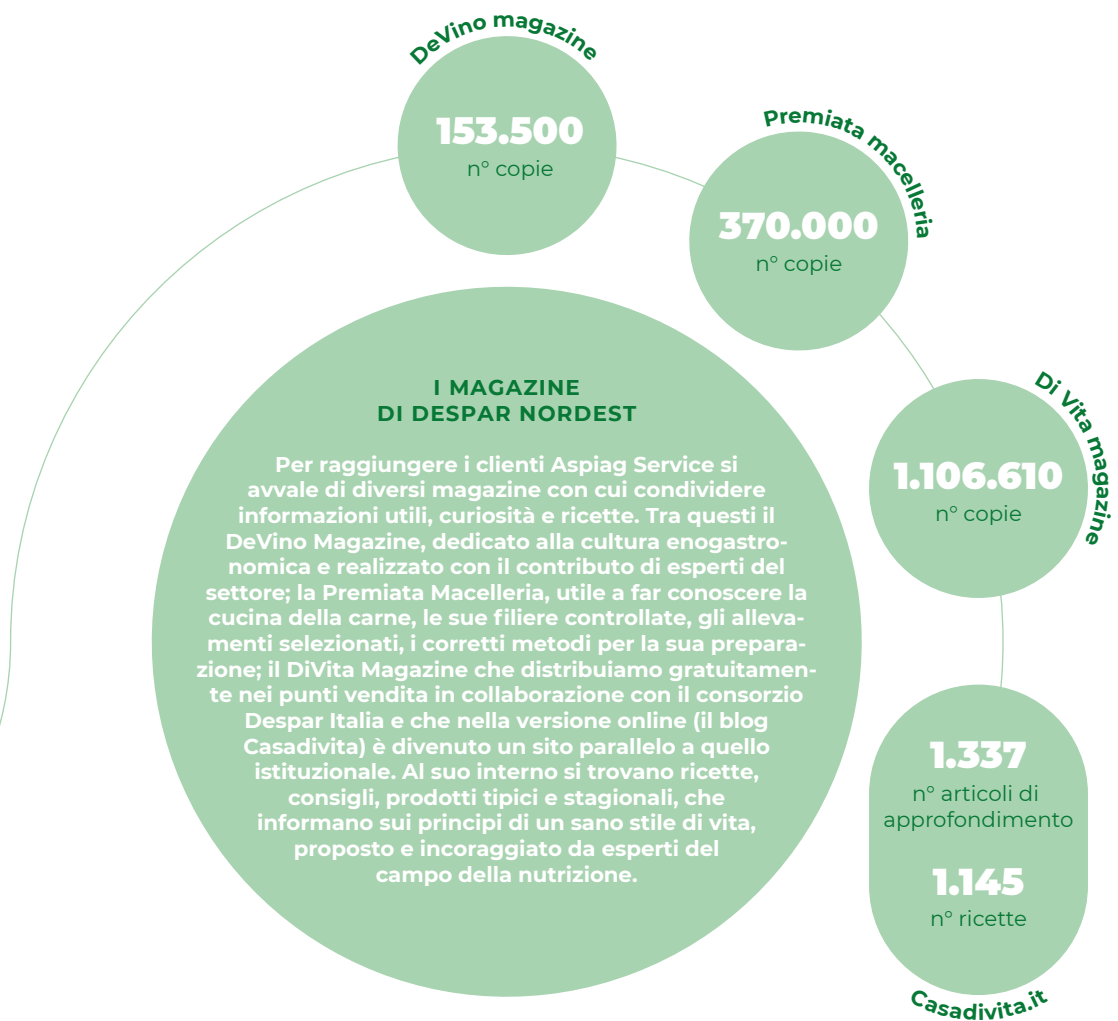 DeVino magazine
153.500
n° copie
Premiata macelleria
370.000
n° copie
Di Vita magazine
1.106.610
n° copie
I MAGAZINE
DI DESPAR NORDEST
Per raggiungere i clienti Aspiag Service si
avvale di diversi magazine con cui condividere
informazioni utili, curiosità e ricette. Tra questi il
DeVino Magazine, dedicato alla cultura enogastro-
nomica e realizzato con il contributo di esperti del
settore; la Premiata Macelleria, utile a far conoscere la
cucina della carne, le sue filiere controllate, gli alleva-
menti selezionati, i corretti metodi per la sua prepara-
zione; il DiVita Magazine che distribuiamo gratuitamen-
te nei punti vendita in collaborazione con il consorzio
Despar Italia e che nella versione online (il blog
Casadivita) è divenuto un sito parallelo a quello
istituzionale. Al suo interno si trovano ricette,
consigli, prodotti tipici e stagionali, che
informano sui principi di un sano stile di vita,
proposto e incoraggiato da esperti del
campo della nutrizione.
1.337
n° articoli di
approfondimento
1.145
n° ricette
Casadivita.it